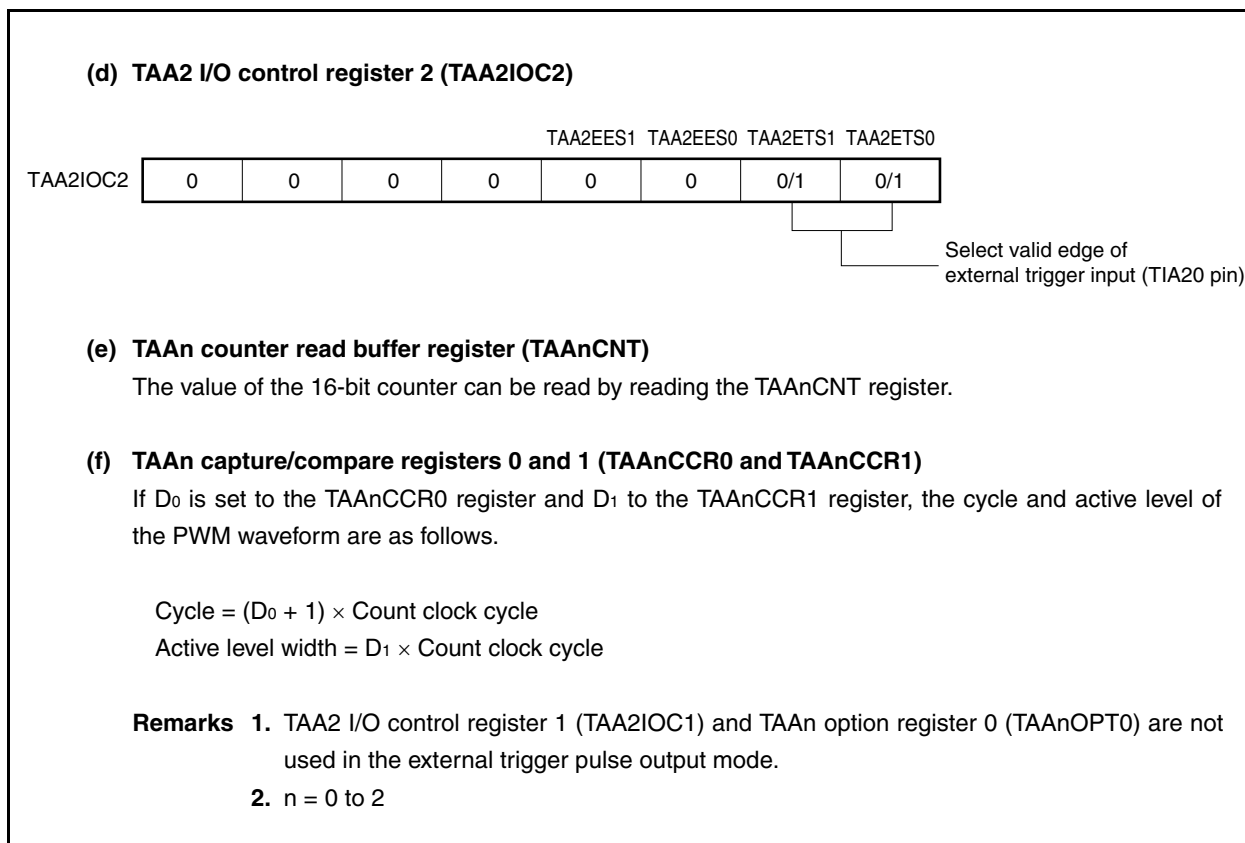 (d) TAA2 I/O control register 2 (TAA2IOC2)
TAA2EES1 TAA2EES0 TAA2ETS1 TAA2ETS0
TAA2IOC2 0 0 0 0 0 0 0/1 0/1
Select valid edge of
external trigger input (TIA20 pin)
(e) TAAn counter read buffer register (TAAnCNT)
The value of the 16-bit counter can be read by reading the TAAnCNT register.
(f) TAAn capture/compare registers 0 and 1 (TAAnCCR0 and TAAnCCR1)
If D0 is set to the TAAnCCR0 register and D1 to the TAAnCCR1 register, the cycle and active level of
the PWM waveform are as follows.
Cycle = (D0 + 1) × Count clock cycle
Active level width = D1 × Count clock cycle
Remarks 1. TAA2 I/O control register 1 (TAA2IOC1) and TAAn option register 0 (TAAnOPT0) are not
used in the external trigger pulse output mode.
2. n = 0 to 2